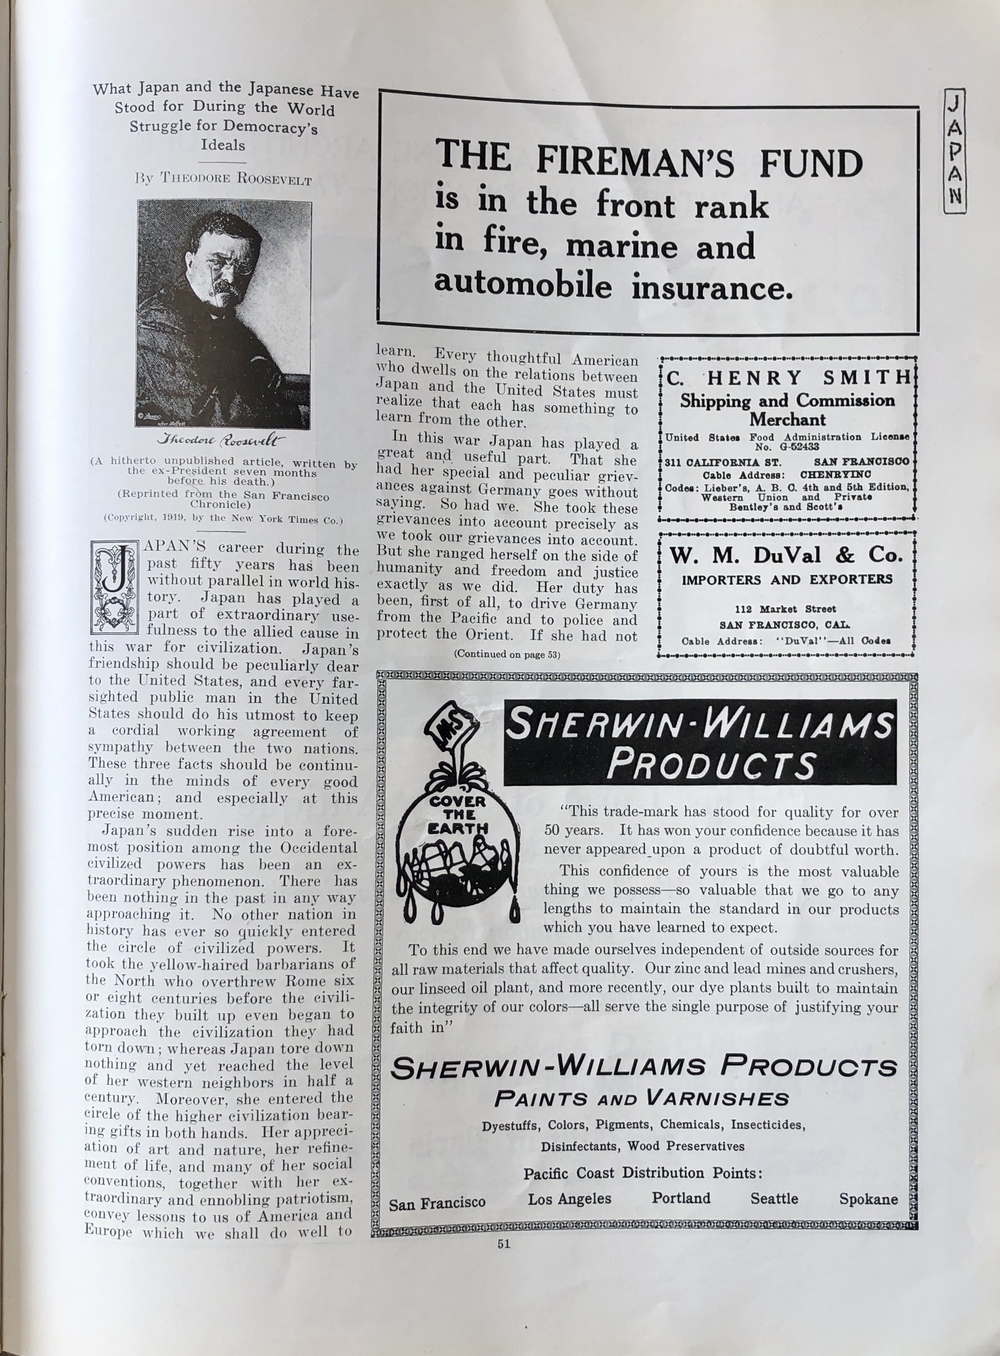 What Japan and the Japanese Have
Stood for During the World
Struggle for Democracy's
Ideals
By THEODORE ROOSEVELT
Theodore Roosevelt
(A hitherto unpublished article, written by
the ex-President seven months
before his death.)
(Reprinted from the San Francisco
Chronicle)
(Copyright, 1919, by the New York Times Co.)
JAPAN'S career during the
past fifty years has been
without parallel in world his-
tory. Japan has played a
part of extraordinary use-
fulness to the allied cause in
this war for civilization. Japan's
friendship should be peculiarly dear
to the United States, and every far-
sighted public man in the United
States should do his utmost to keep
a cordial working agreement of
sympathy between the two nations.
These three facts should be continu-
ally in the minds of every good
American; and especially at this
precise moment.
Japan's sudden rise into a fore-
most position among the Occidental
civilized powers has been an ex-
traordinary phenomenon. There has
been nothing in the past in any way
approaching it. No other nation in
history has ever so quickly entered
the circle of civilized powers. It
took the yellow-haired barbarians of
the North who overthrew Rome six
or eight centuries before the civili-
zation they built up even began to
approach the civilization they had
torn down; whereas Japan tore down
nothing and yet reached the level
of her western neighbors in half a
century. Moreover, she entered the
circle of the higher civilization bear-
ing gifts in both hands. Her appreci-
ation of art and nature, her refine-
ment of life, and many of her social
conventions, together with her ex-
traordinary and ennobling patriotism,
convey lessons to us of America and
Europe which we shall do well to
THE FIREMAN'S FUND
is in the front rank
in fire, marine and
automobile insurance.
JAPAN
learn. Every thoughtful American
who dwells on the relations between
Japan and the United States must
realize that each has something to
learn from the other.
In this war Japan has played a
great and useful part. That she
had her special and peculiar griev-
ances against Germany goes without
saying. So had we. She took these
grievances into account precisely as
we took our grievances into account.
But she ranged herself on the side of
humanity and freedom and justice
exactly as we did. Her duty has
been, first of all, to drive Germany
from the Pacific and to police and
protect the Orient. If she had not
(Continued on page 53)
C. HENRY SMITH
Shipping and Commission
Merchant
United States Food Administration License
No. G-52433
311 CALIFORNIA ST. SAN FRANCISCO
Cable Address: CHENRYINC
Codes: Lieber's, A. B. C. 4th and 5th Edition,
Western Union and Private
Bentley's and Scott's
W. M. DuVal & Co.
IMPORTERS AND EXPORTERS
112 Market Street
SAN FRANCISCO, CAL.
Cable Address: "DuVal"—All Codes
COVER
THE
EARTH
SHERWIN-WILLIAMS
PRODUCTS
"This trade-mark has stood for quality for over
50 years. It has won your confidence because it has
never appeared upon a product of doubtful worth.
This confidence of yours is the most valuable
thing we possess—so valuable that we go to any
lengths to maintain the standard in our products
which you have learned to expect.
To this end we have made ourselves independent of outside sources for
all raw materials that affect quality. Our zinc and lead mines and crushers,
our linseed oil plant, and more recently, our dye plants built to maintain
the integrity of our colors—all serve the single purpose of justifying your
faith in"
SHERWIN-WILLIAMS PRODUCTS
PAINTS AND VARNISHES
Dyestuffs, Colors, Pigments, Chemicals, Insecticides,
Disinfectants, Wood Preservatives
Pacific Coast Distribution Points:
San Francisco Los Angeles Portland Seattle Spokane
51